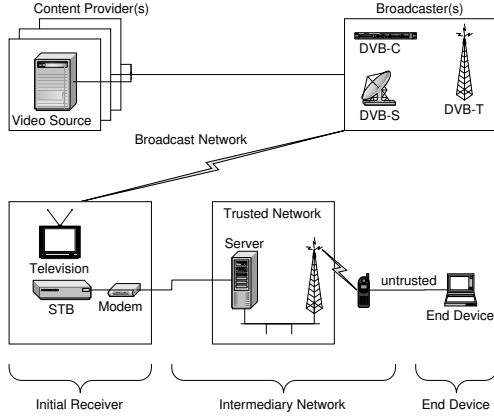 Content Provider(s)
Broadcaster(s)
DVB-C
Video Source
DVB-S
DVB-T
Broadcast Network
Trusted Network
Server
Television
untrusted
STB
Modem
End Device
Initial Receiver
Intermediary Network
End Device